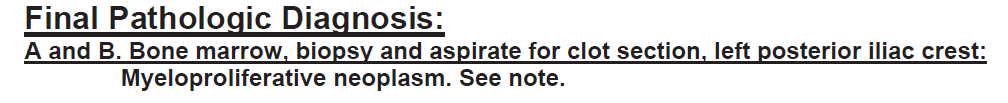 Final Pathologic Diagnosis:
A and B. Bone marrow, biopsy and aspirate for clot section, left posterior iliac crest:
Myeloproliferative neoplasm. See note.